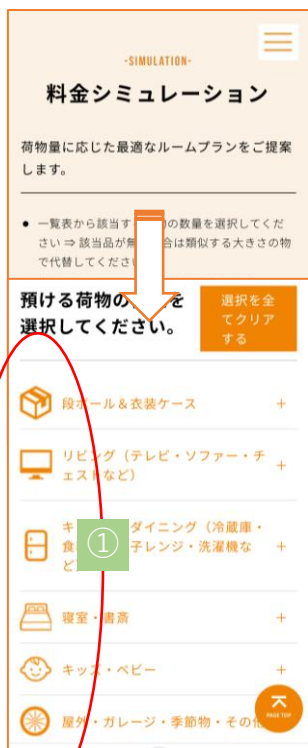 -SIMULATION-
料金シミュレーション
荷物量に応じた最適なルームプランをご提案
します。
● 一覧表から該当す の数量を選択してくだ
さい ⇒ 該当品が無 合は類似する大きさの物
で代替してくださ
預ける荷物の を
選択してください。
選択を全
てクリア
する
段ボール＆衣装ケース +
リビング（テレビ・ソファー・チ
ェストなど） +
キ ダイニング（冷蔵庫・
食 子レンジ・洗濯機な
ど +
①
寝室・書斎 +
キッズ・ベビー +
屋外・ガレージ・季節物・その他
PAGE TOP